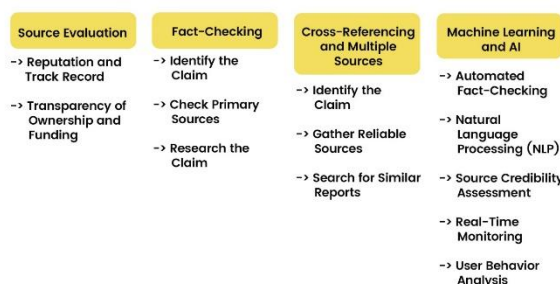 Source Evaluation
-> Reputation and
Track Record
-> Transparency of
Ownership and
Funding
Fact-Checking
-> Identify the
Claim
-> Check Primary
Sources
-> Research the
Claim
Cross-Referencing
and Multiple
Sources
-> Identify the
Claim
-> Gather Reliable
Sources
-> Search for Similar
Reports
Machine Learning
and AI
-> Automated
Fact-Checking
-> Natural
Language
Processing (NLP)
-> Source Credibility
Assessment
-> Real-Time
Monitoring
-> User Behavior
Analysis